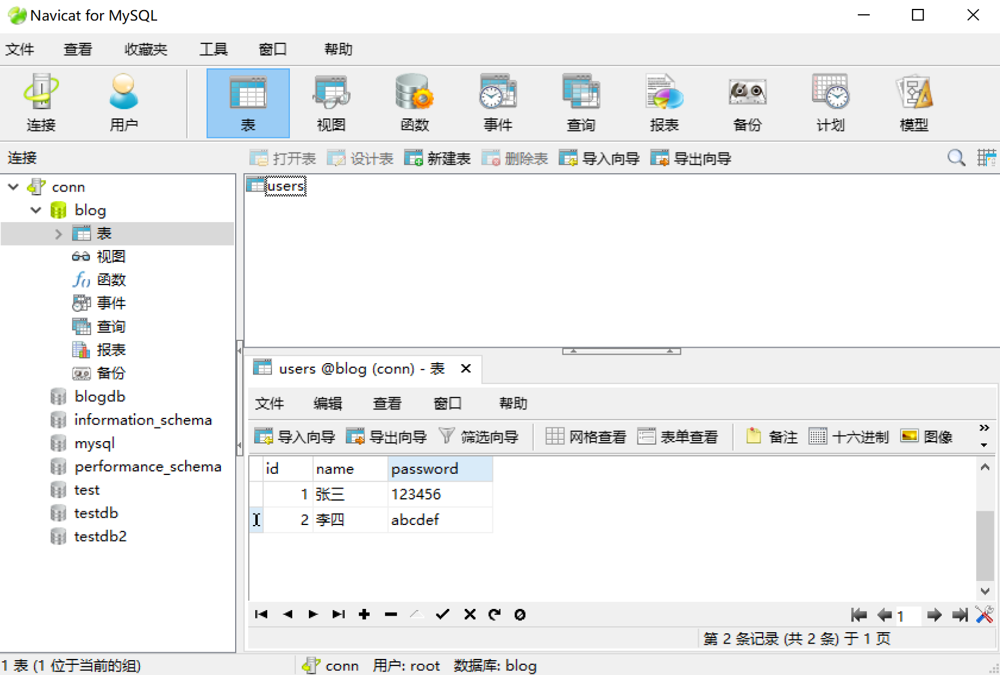 Navicat for MySQL
文件 查看 收藏夹 工具 窗口 帮助
连接 用户 表 视图 函数 事件 查询 报表 备份 计划 模型
连接 打开表 设计表 新建表 删除表 导入向导 导出向导
conn
blog
表
视图
函数
事件
查询
报表
备份
blogdb
information_schema
mysql
performance_schema
test
testdb
testdb2
users
users @blog (conn) - 表
文件 编辑 查看 窗口 帮助
导入向导 导出向导 筛选向导 网格查看 表单查看 备注 十六进制 图像
id name password
1 张三 123456
2 李四 abcdef
1
第 2 条记录 (共 2 条) 于 1 页
1 表 (1 位于当前的组) conn 用户: root 数据库: blog